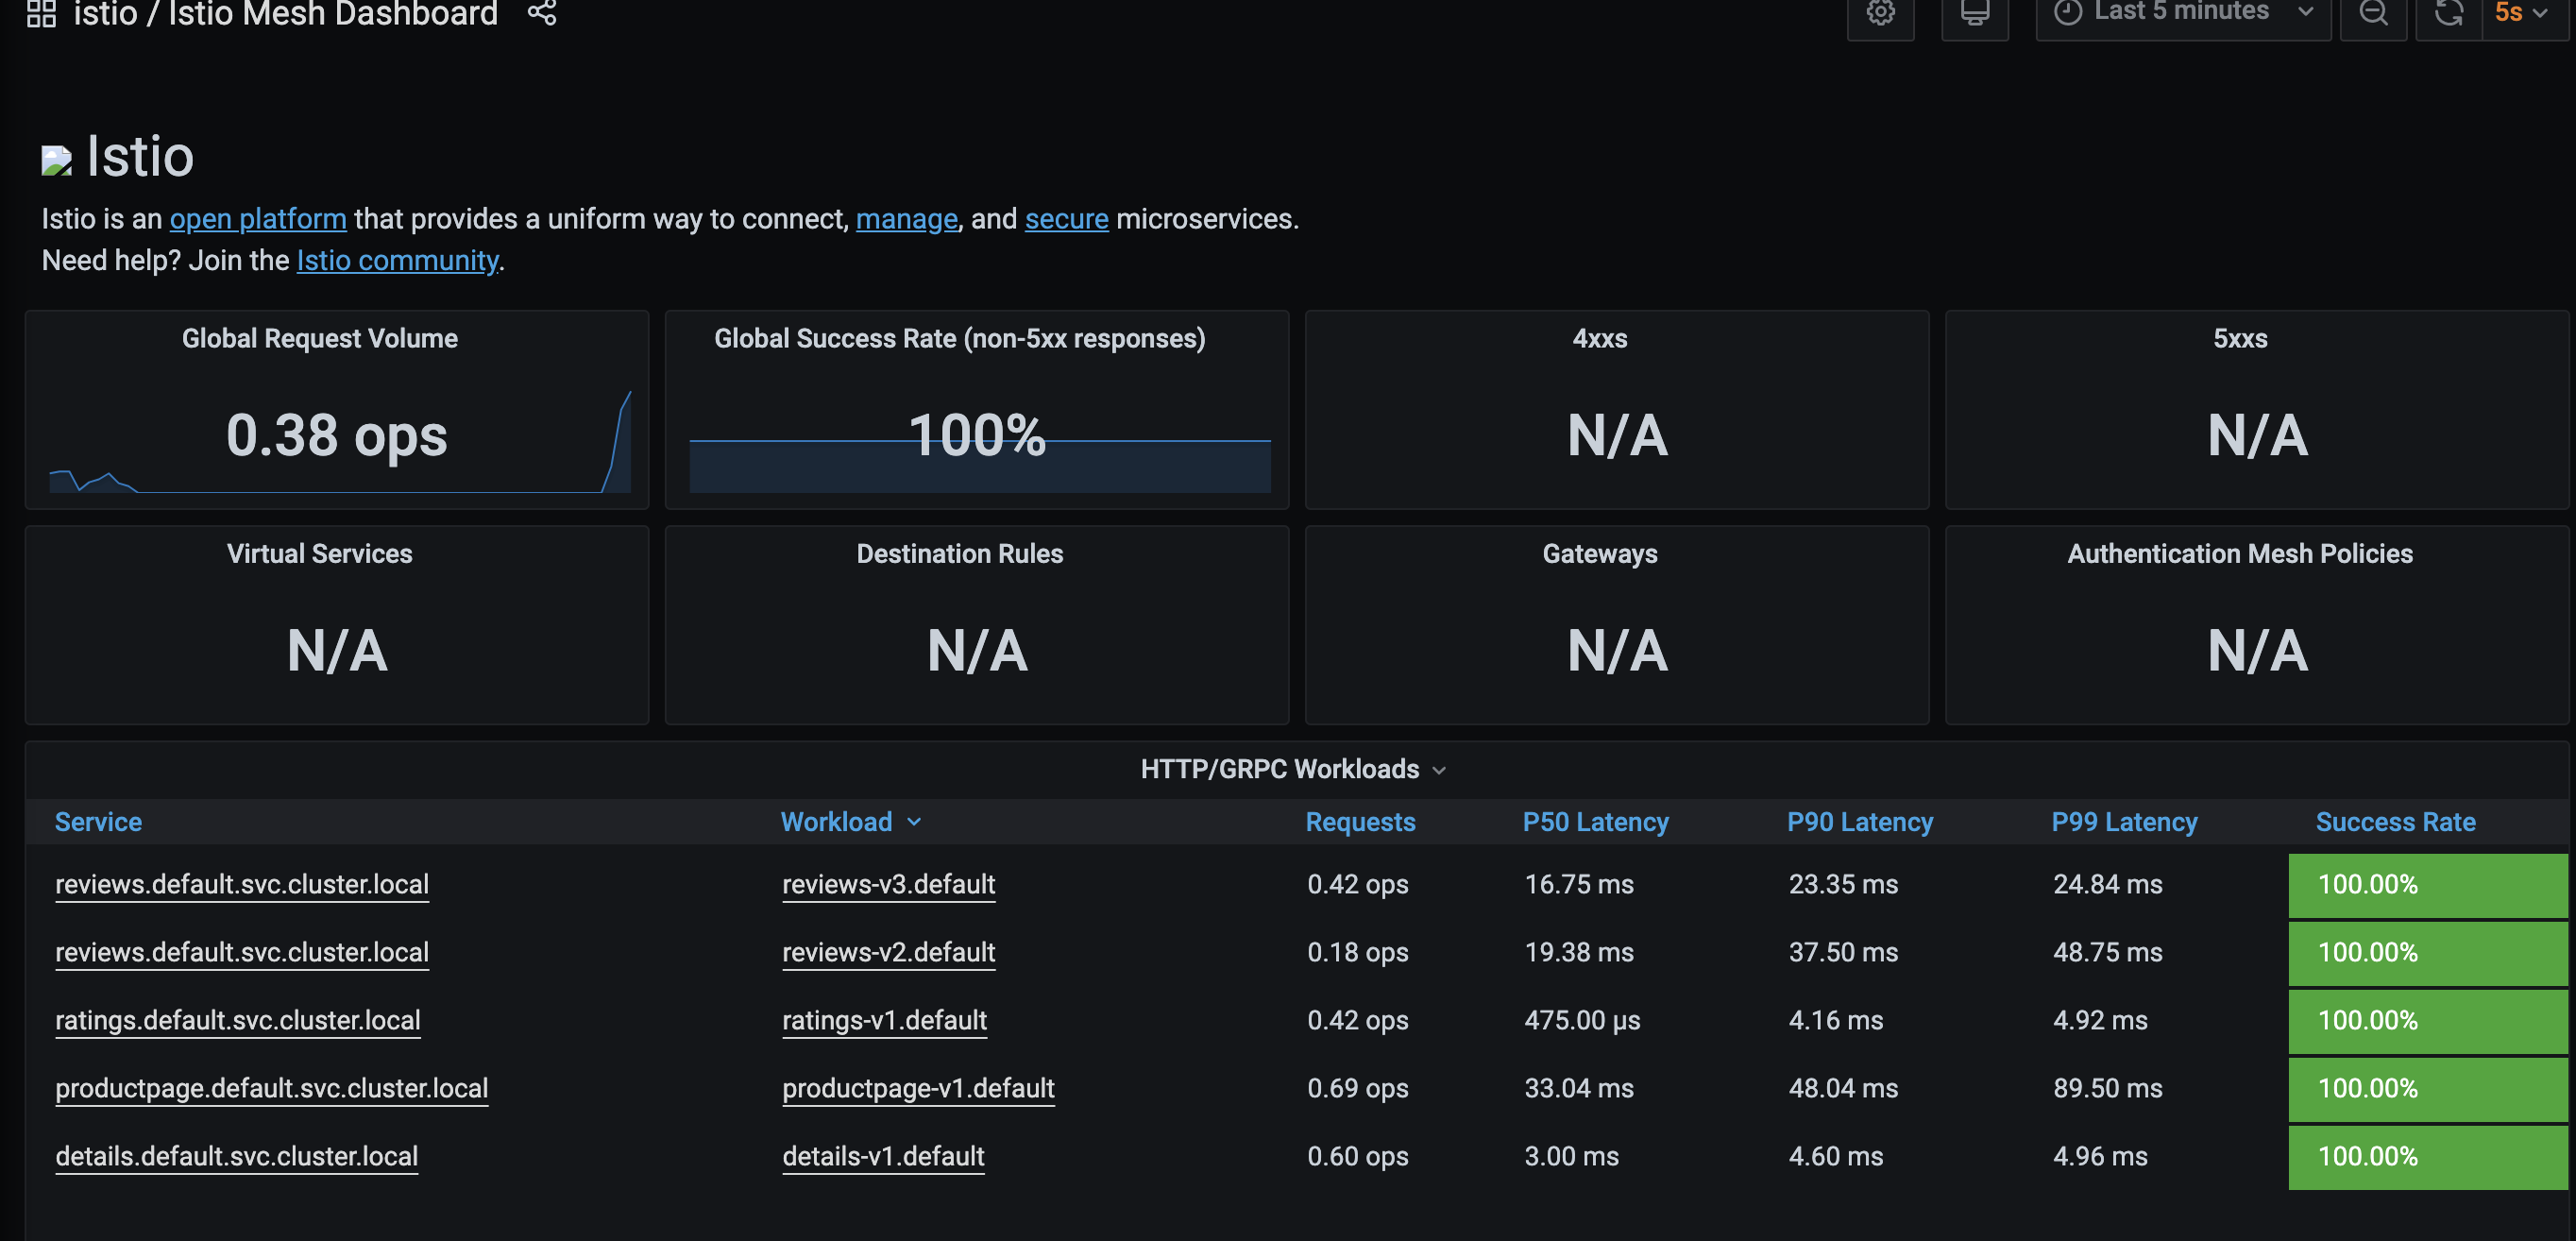 istio / Istio Mesh Dashboard
Last 5 minutes
5s
Istio
Istio is an open platform that provides a uniform way to connect, manage, and secure microservices.
Need help? Join the Istio community.
Global Request Volume
0.38 ops
Global Success Rate (non-5xx responses)
100%
4xxs
N/A
5xxs
N/A
Virtual Services
N/A
Destination Rules
N/A
Gateways
N/A
Authentication Mesh Policies
N/A
HTTP/GRPC Workloads
Service Workload Requests P50 Latency P90 Latency P99 Latency Success Rate
reviews.default.svc.cluster.local reviews-v3.default 0.42 ops 16.75 ms 23.35 ms 24.84 ms 100.00%
reviews.default.svc.cluster.local reviews-v2.default 0.18 ops 19.38 ms 37.50 ms 48.75 ms 100.00%
ratings.default.svc.cluster.local ratings-v1.default 0.42 ops 475.00 µs 4.16 ms 4.92 ms 100.00%
productpage.default.svc.cluster.local productpage-v1.default 0.69 ops 33.04 ms 48.04 ms 89.50 ms 100.00%
details.default.svc.cluster.local details-v1.default 0.60 ops 3.00 ms 4.60 ms 4.96 ms 100.00%